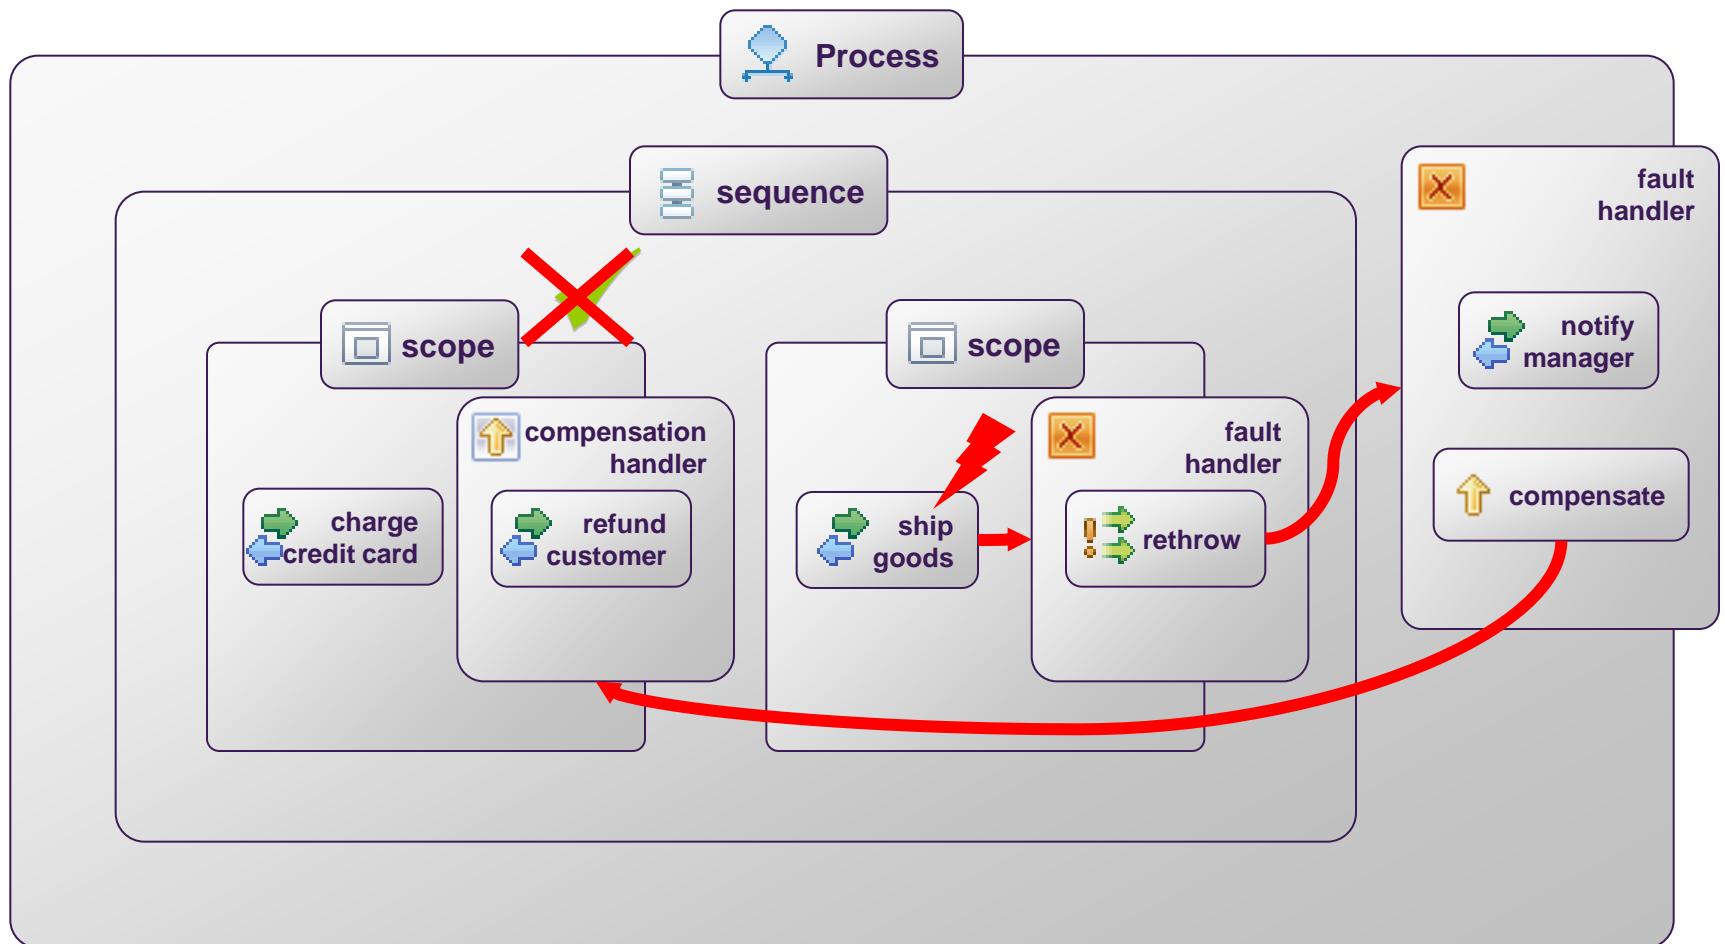 Process
sequence
fault
handler
notify
manager
compensate
scope
compensation
handler
charge
credit card
refund
customer
scope
fault
handler
ship
goods
rethrow